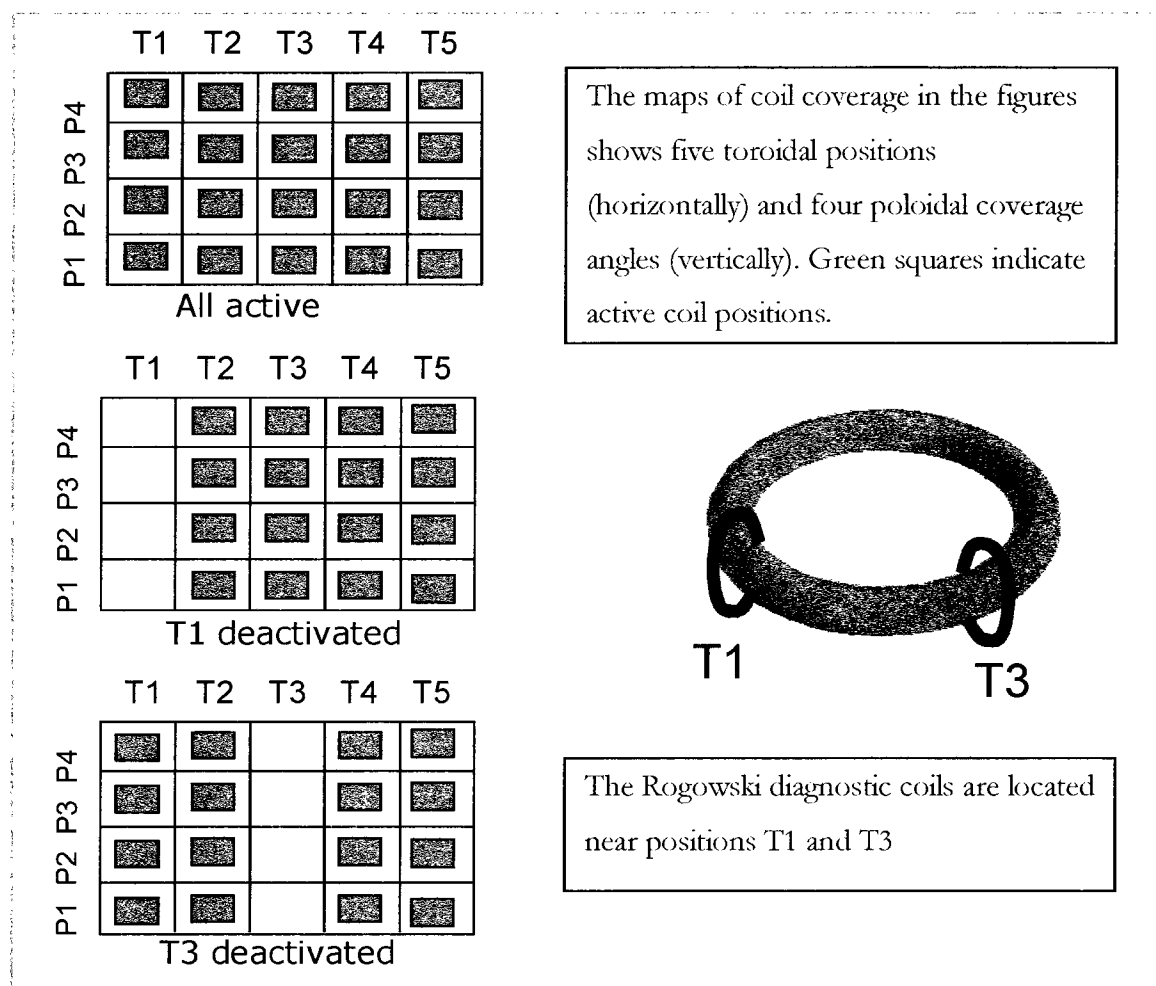 T1 T2 T3 T4 T5
P4
P3
P2
P1
All active
The maps of coil coverage in the figures
shows five toroidal positions
(horizontally) and four poloidal coverage
angles (vertically). Green squares indicate
active coil positions.
T1 T2 T3 T4 T5
P4
P3
P2
P1
T1 deactivated
T1
T3
T1 T2 T3 T4 T5
P4
P3
P2
P1
T3 deactivated
The Rogowski diagnostic coils are located
near positions T1 and T3